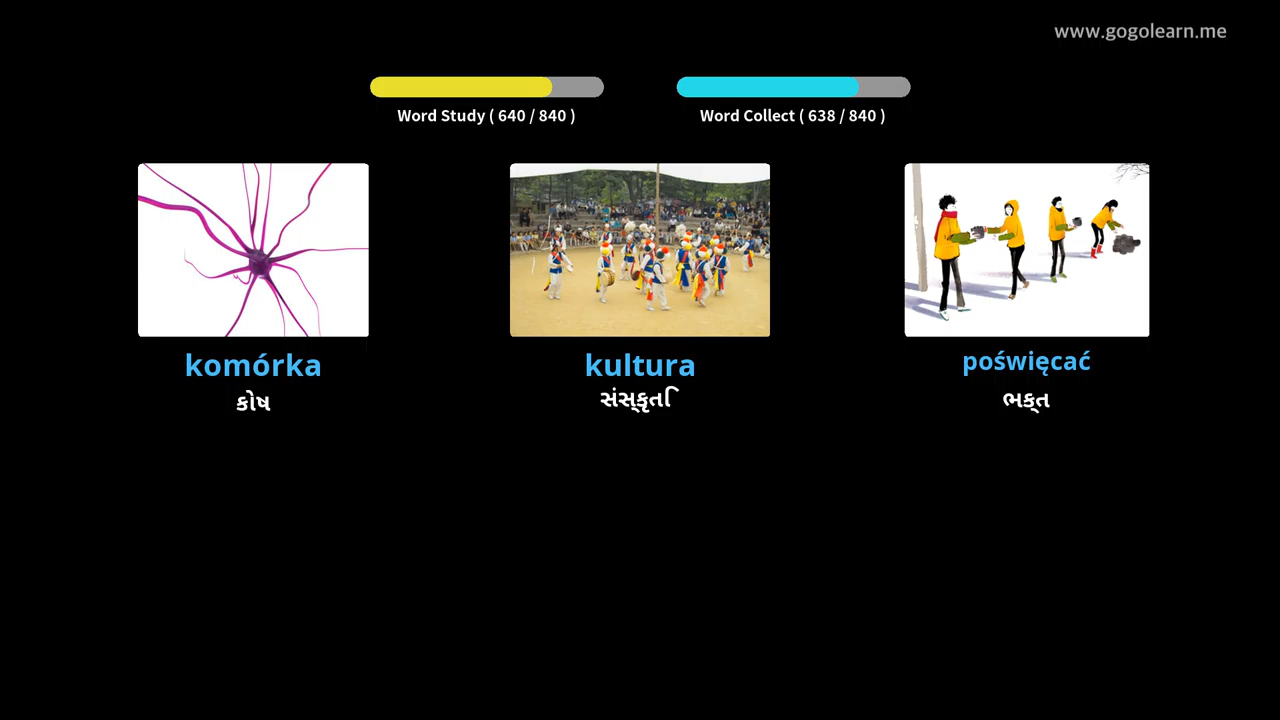 www.gogolearn.me
Word Study ( 640 / 840 )
Word Collect ( 638 / 840 )
komórka
કોષ
kultura
સંસ્કૃતિ
poświęcać
ભક્ત